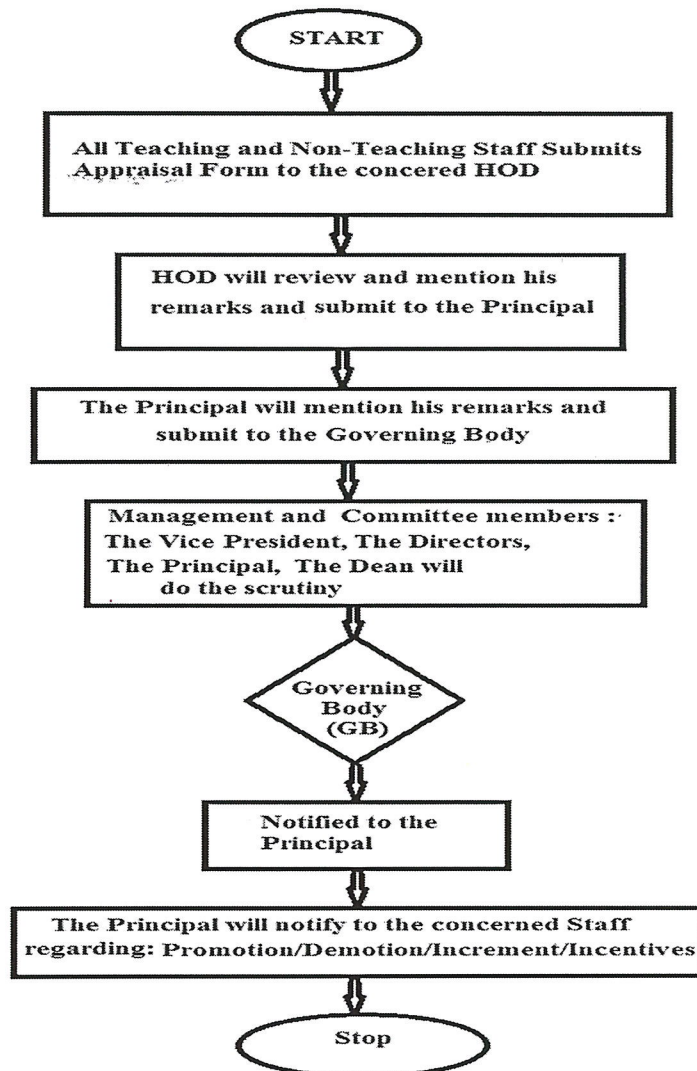 START
All Teaching and Non-Teaching Staff Submits
Appraisal Form to the concered HOD
HOD will review and mention his
remarks and submit to the Principal
The Principal will mention his remarks and
submit to the Governing Body
Management and Committee members :
The Vice President, The Directors,
The Principal, The Dean will
do the scrutiny
Governing
Body
(GB)
Notified to the
Principal
The Principal will notify to the concerned Staff
regarding: Promotion/Demotion/Increment/Incentives
Stop